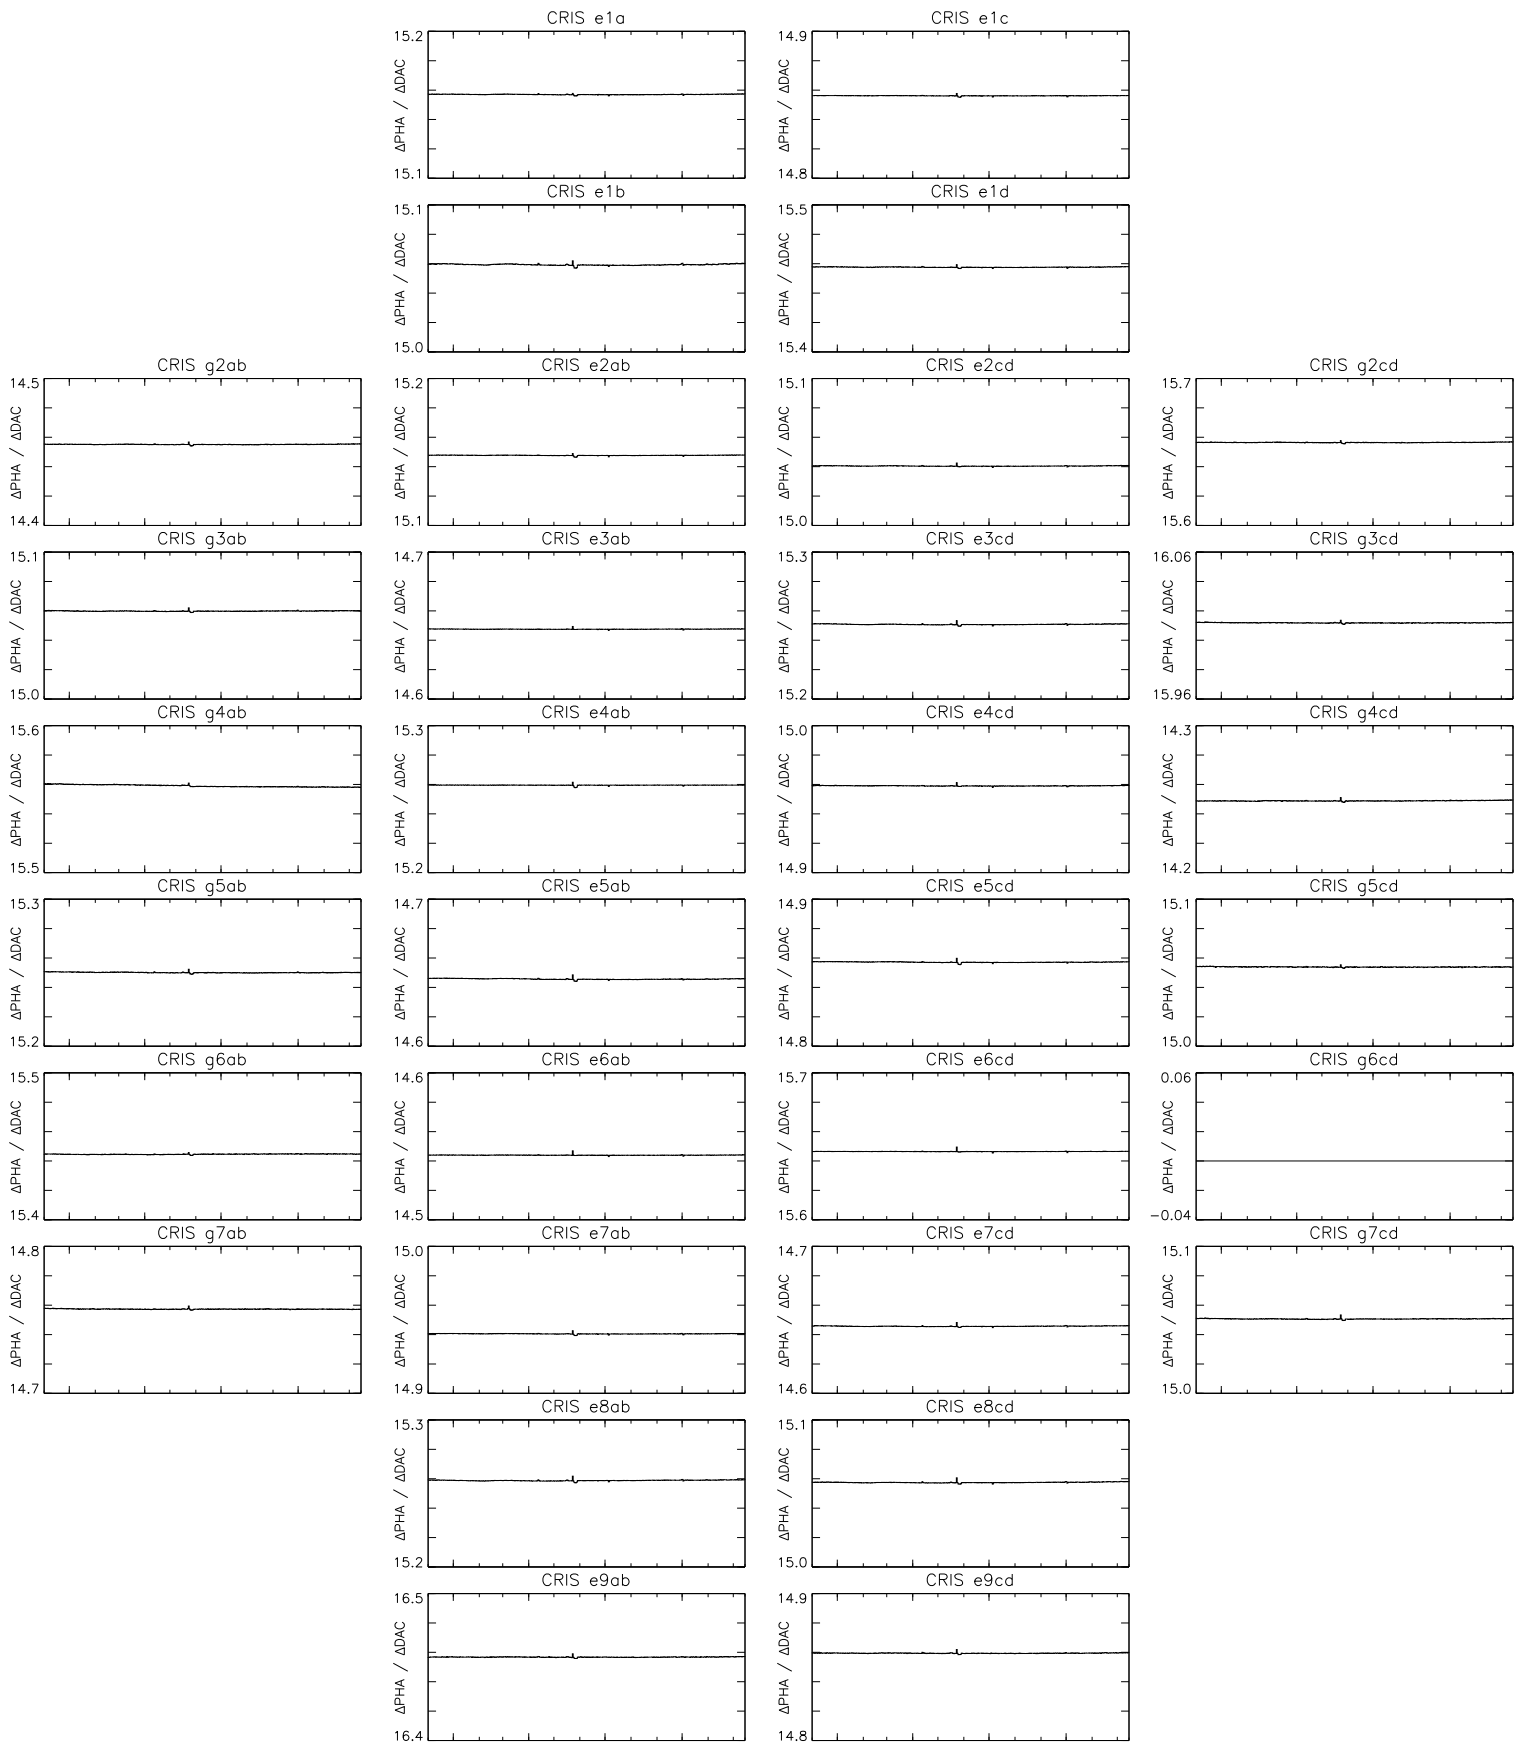 CRIS e1a
CRIS e1c
15.2
ΔPHA / ΔDAC
15.1
14.9
ΔPHA / ΔDAC
14.8
CRIS e1b
CRIS e1d
15.1
ΔPHA / ΔDAC
15.0
15.5
ΔPHA / ΔDAC
15.4
CRIS g2ab
CRIS e2ab
CRIS e2cd
CRIS g2cd
14.5
ΔPHA / ΔDAC
14.4
15.2
ΔPHA / ΔDAC
15.1
15.1
ΔPHA / ΔDAC
15.0
15.7
ΔPHA / ΔDAC
15.6
CRIS g3ab
CRIS e3ab
CRIS e3cd
CRIS g3cd
15.1
ΔPHA / ΔDAC
15.0
14.7
ΔPHA / ΔDAC
14.6
15.3
ΔPHA / ΔDAC
15.2
16.06
ΔPHA / ΔDAC
15.96
CRIS g4ab
CRIS e4ab
CRIS e4cd
CRIS g4cd
15.6
ΔPHA / ΔDAC
15.5
15.3
ΔPHA / ΔDAC
15.2
15.0
ΔPHA / ΔDAC
14.9
14.3
ΔPHA / ΔDAC
14.2
CRIS g5ab
CRIS e5ab
CRIS e5cd
CRIS g5cd
15.3
ΔPHA / ΔDAC
15.2
14.7
ΔPHA / ΔDAC
14.6
14.9
ΔPHA / ΔDAC
14.8
15.1
ΔPHA / ΔDAC
15.0
CRIS g6ab
CRIS e6ab
CRIS e6cd
CRIS g6cd
15.5
ΔPHA / ΔDAC
15.4
14.6
ΔPHA / ΔDAC
14.5
15.7
ΔPHA / ΔDAC
15.6
0.06
ΔPHA / ΔDAC
−0.04
CRIS g7ab
CRIS e7ab
CRIS e7cd
CRIS g7cd
14.8
ΔPHA / ΔDAC
14.7
15.0
ΔPHA / ΔDAC
14.9
14.7
ΔPHA / ΔDAC
14.6
15.1
ΔPHA / ΔDAC
15.0
CRIS e8ab
CRIS e8cd
15.3
ΔPHA / ΔDAC
15.2
15.1
ΔPHA / ΔDAC
15.0
CRIS e9ab
CRIS e9cd
16.5
ΔPHA / ΔDAC
16.4
14.9
ΔPHA / ΔDAC
14.8